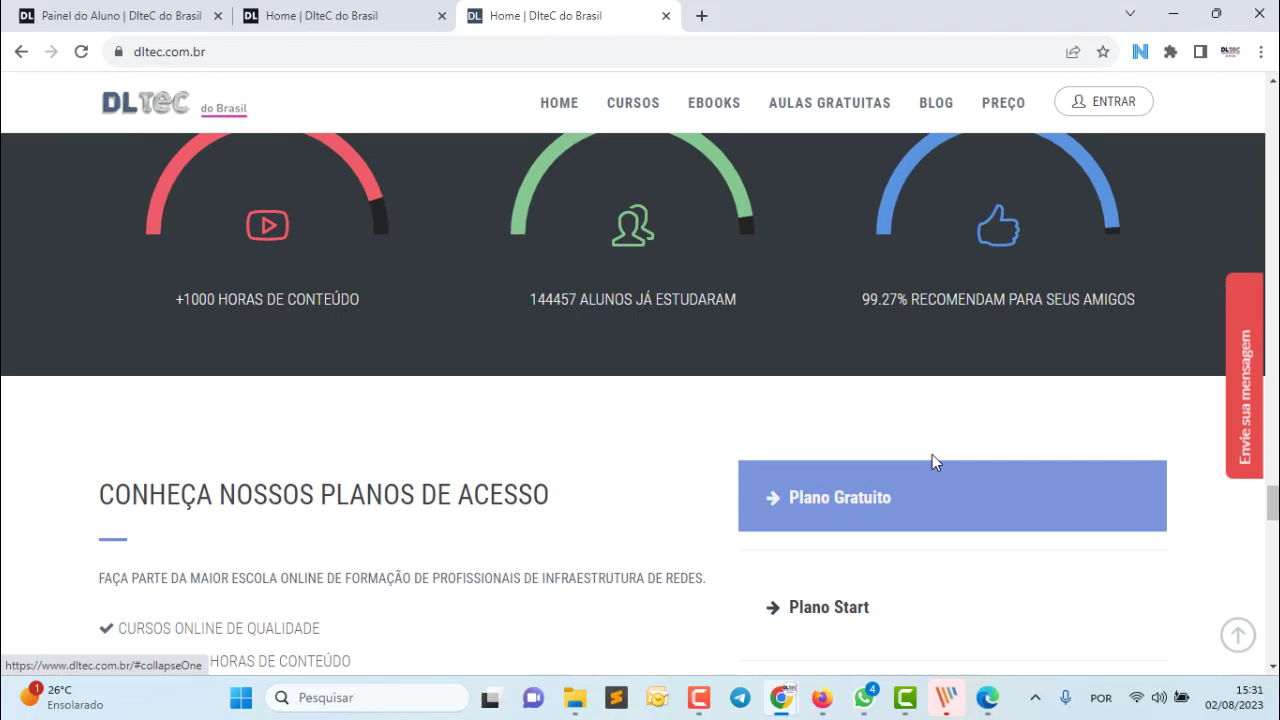 Painel do Aluno | DlteC do Brasil
Home | DlteC do Brasil
Home | DlteC do Brasil
dltec.com.br
DLTEC do Brasil
HOME CURSOS EBOOKS AULAS GRATUITAS BLOG PREÇO ENTRAR
+1000 HORAS DE CONTEÚDO
144457 ALUNOS JÁ ESTUDARAM
99.27% RECOMENDAM PARA SEUS AMIGOS
Envie sua mensagem
CONHEÇA NOSSOS PLANOS DE ACESSO
Plano Gratuito
FAÇA PARTE DA MAIOR ESCOLA ONLINE DE FORMAÇÃO DE PROFISSIONAIS DE INFRAESTRUTURA DE REDES.
Plano Start
CURSOS ONLINE DE QUALIDADE
HORAS DE CONTEÚDO
https://www.dltec.com.br/#collapseOne
1
26°C
Ensolarado
Pesquisar
4
POR
15:31
02/08/2023